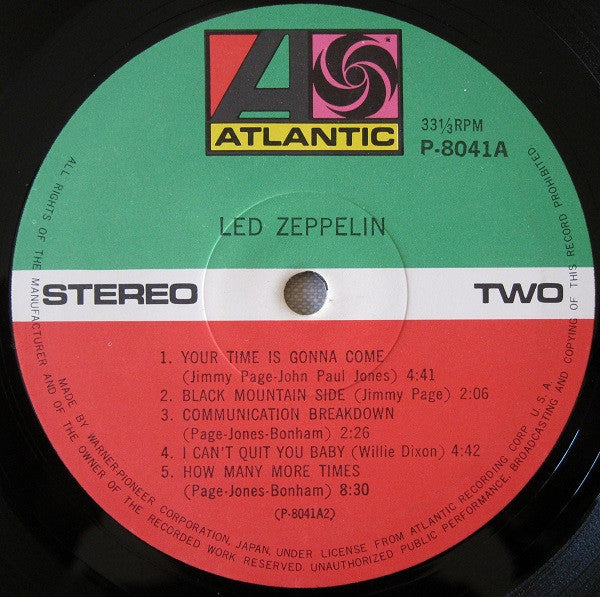 ATLANTIC
33⅓RPM
P-8041A
LED ZEPPELIN
STEREO
TWO
1. YOUR TIME IS GONNA COME
(Jimmy Page-John Paul Jones) 4:41
2. BLACK MOUNTAIN SIDE (Jimmy Page) 2:06
3. COMMUNICATION BREAKDOWN
(Page-Jones-Bonham) 2:26
4. I CAN'T QUIT YOU BABY (Willie Dixon) 4:42
5. HOW MANY MORE TIMES
(Page-Jones-Bonham) 8:30
(P-8041A2)
MADE BY WARNER-PIONEER CORPORATION, JAPAN, UNDER LICENSE FROM ATLANTIC RECORDING CORP. U.S.A.
ALL RIGHTS OF THE MANUFACTURER AND OF THE OWNER OF THE RECORDED WORK RESERVED. UNAUTHORIZED PUBLIC PERFORMANCE, BROADCASTING AND COPYING OF THIS RECORD PROHIBITED.